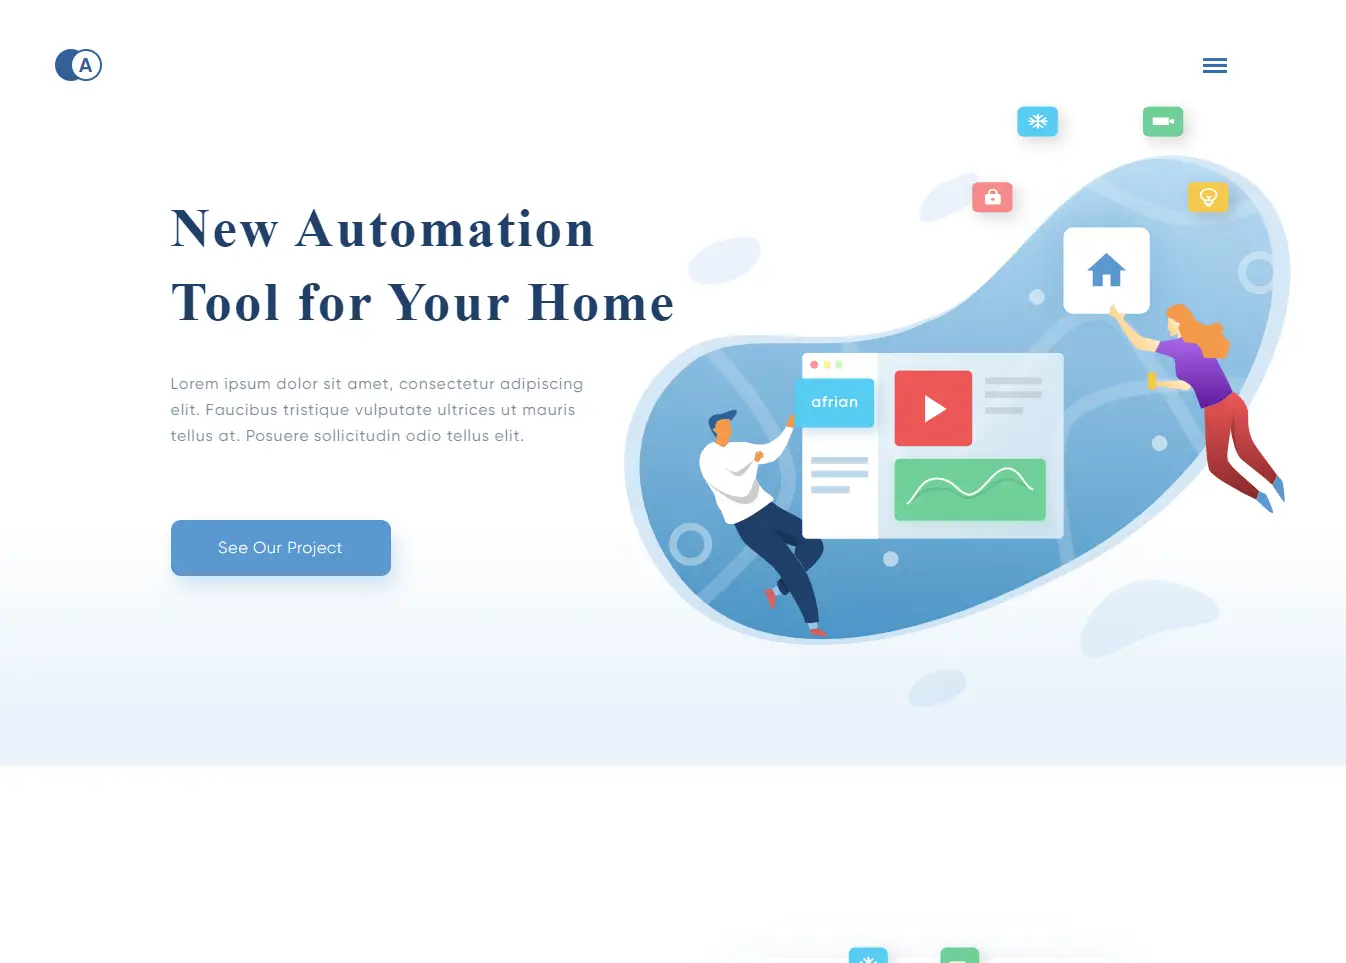 A
New Automation
Tool for Your Home
Lorem ipsum dolor sit amet, consectetur adipiscing
elit. Faucibus tristique vulputate ultrices ut mauris
tellus at. Posuere sollicitudin odio tellus elit.
afrian
See Our Project